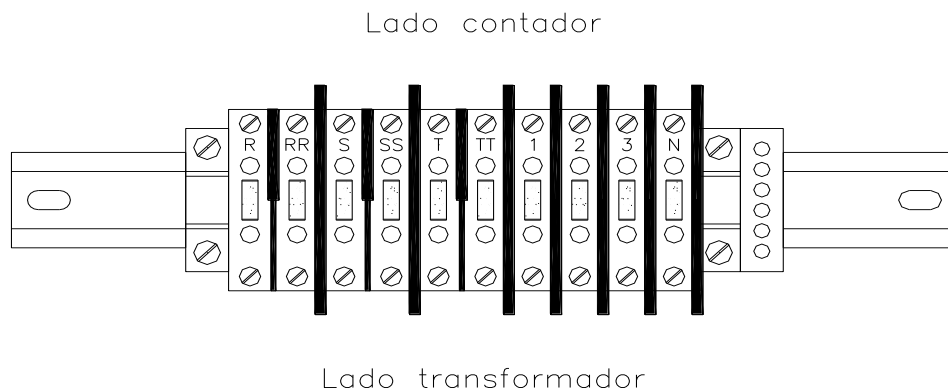 Lado contador
R RR S SS T TT 1 2 3 N
Lado transformador